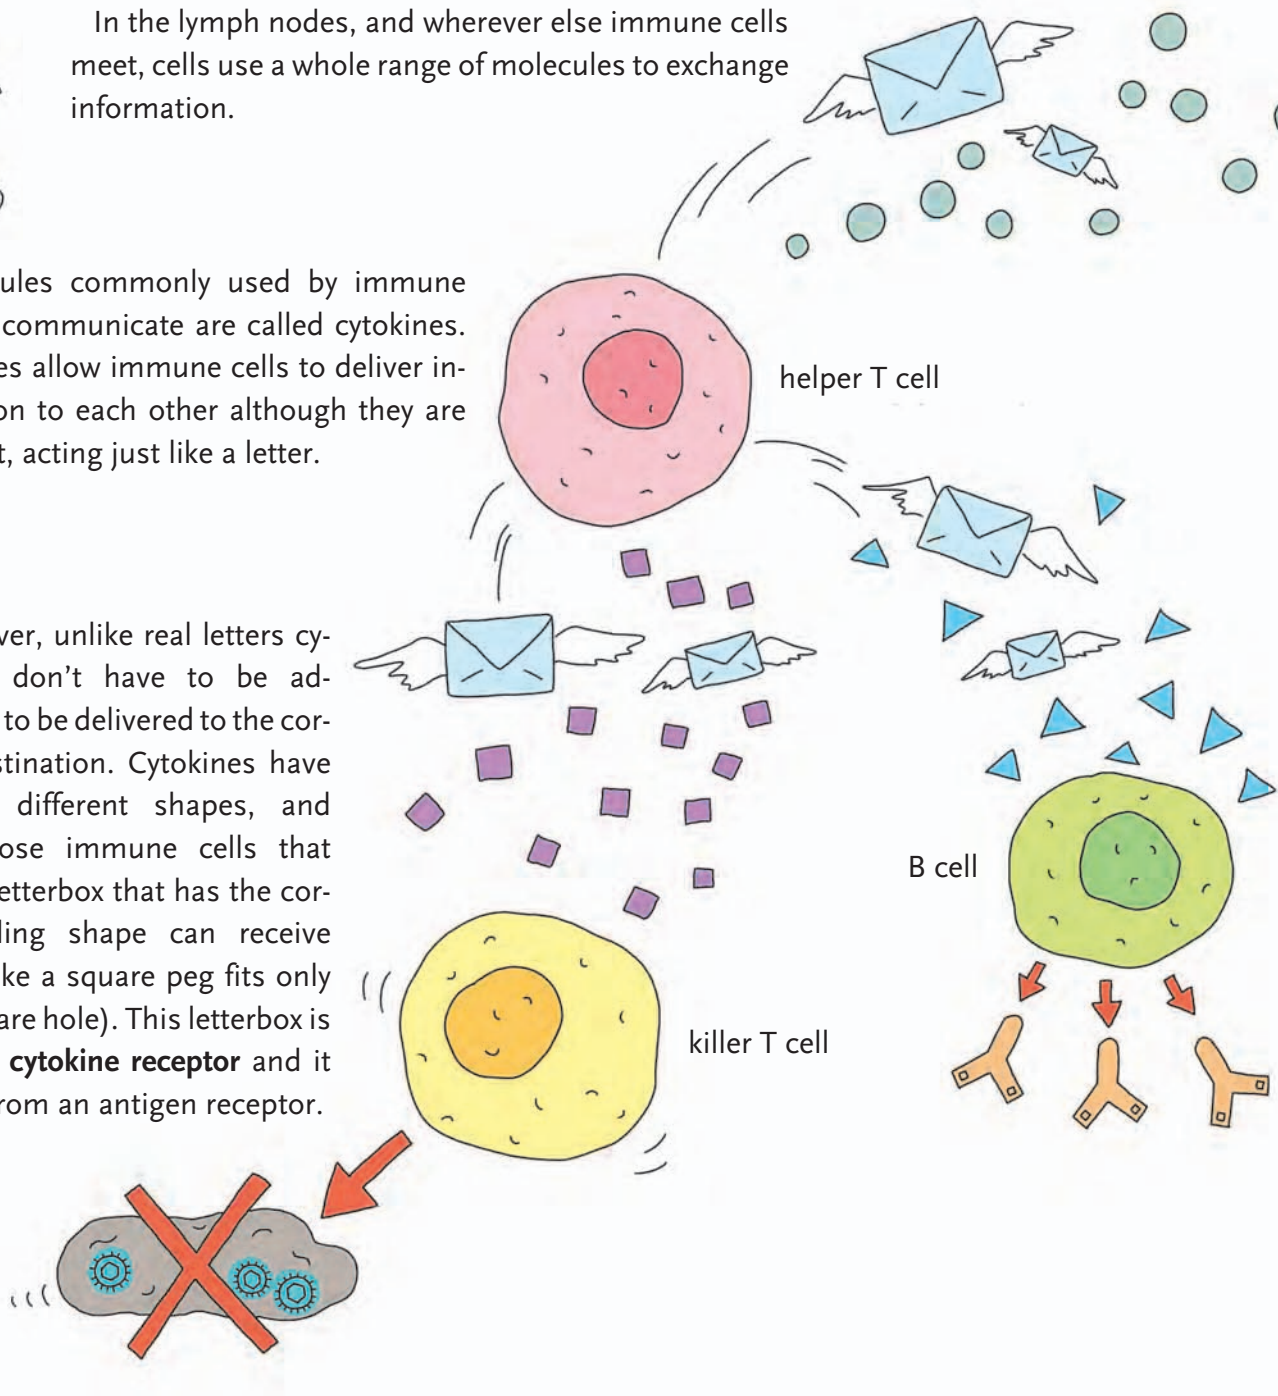 In the lymph nodes, and wherever else immune cells
meet, cells use a whole range of molecules to exchange
information.
ules commonly used by immune
communicate are called cytokines.
es allow immune cells to deliver in-
on to each other although they are
t, acting just like a letter.
helper T cell
ver, unlike real letters cy-
don't have to be ad-
to be delivered to the cor-
stination. Cytokines have
different shapes, and
ose immune cells that
etterbox that has the cor-
ding shape can receive
ke a square peg fits only
are hole). This letterbox is
cytokine receptor and it
rom an antigen receptor.
B cell
killer T cell